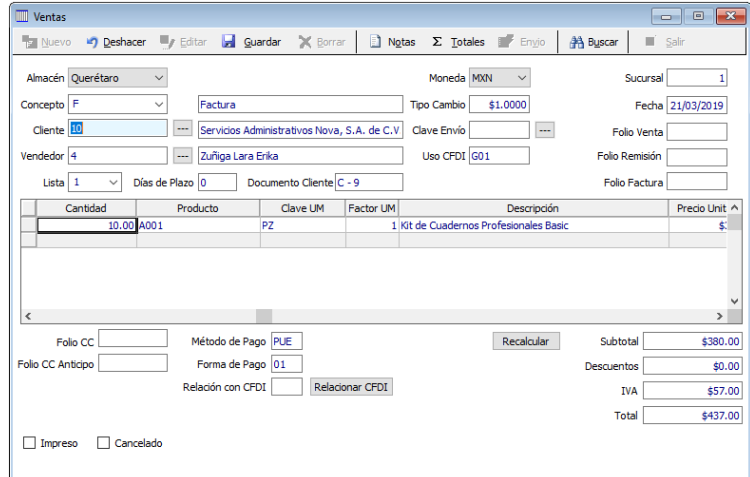 Ventas
Nuevo Deshacer Editar Guardar Borrar Notas Σ Totales Envio Buscar Salir
Almacén Querétaro Moneda MXN Sucursal 1
Concepto F Factura Tipo Cambio $1.0000 Fecha 21/03/2019
Cliente 10 --- Servicios Administrativos Nova, S.A. de C.V Clave Envío --- Folio Venta
Vendedor 4 --- Zuñiga Lara Erika Uso CFDI G01 Folio Remisión
Lista 1 Días de Plazo 0 Documento Cliente C - 9 Folio Factura
Cantidad Producto Clave UM Factor UM Descripción Precio Unit
10.00 A001 PZ 1 Kit de Cuadernos Profesionales Basic
Folio CC Método de Pago PUE Recalcular Subtotal $380.00
Folio CC Anticipo Forma de Pago 01 Descuentos $0.00
Relación con CFDI Relacionar CFDI IVA $57.00
Total $437.00
Impreso Cancelado